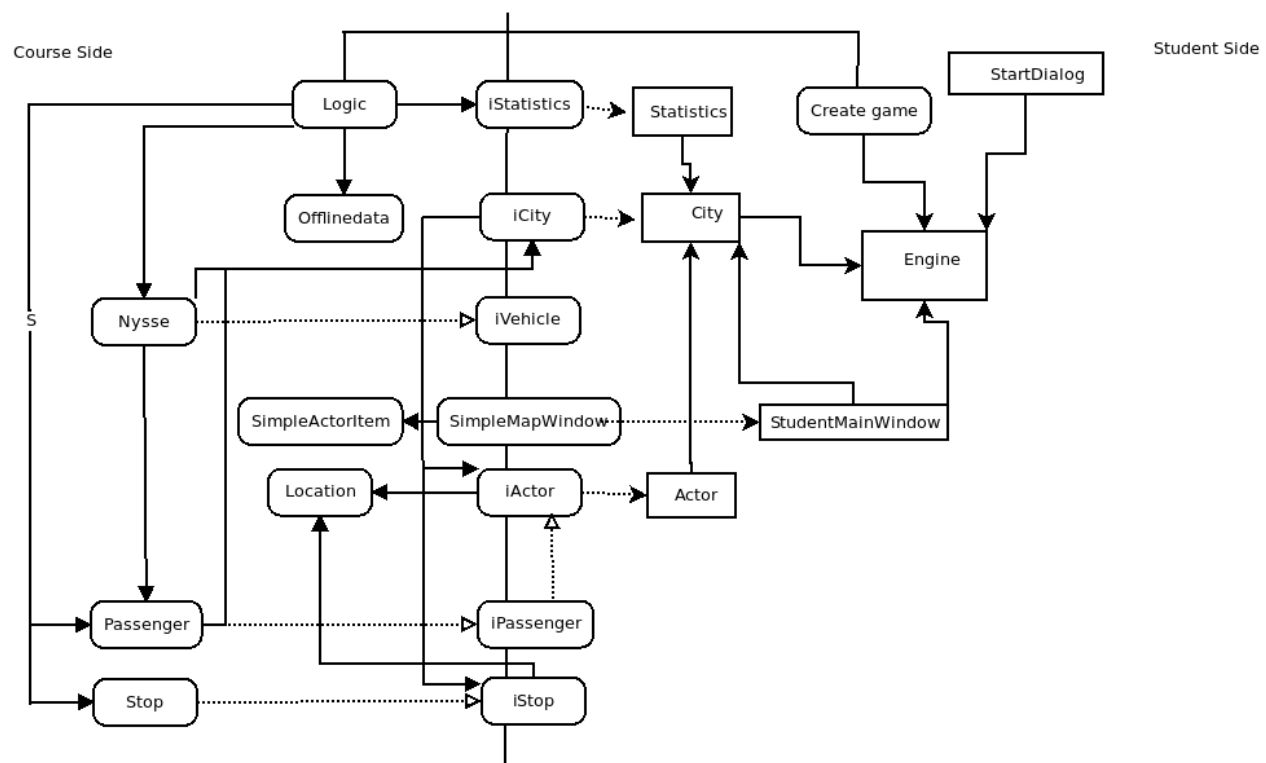 Course Side
Student Side
StartDialog
Logic
iStatistics
Statistics
Create game
Offlinedata
iCity
City
Engine
S
Nysse
iVehicle
SimpleActorItem
SimpleMapWindow
StudentMainWindow
Location
iActor
Actor
Passenger
iPassenger
Stop
iStop